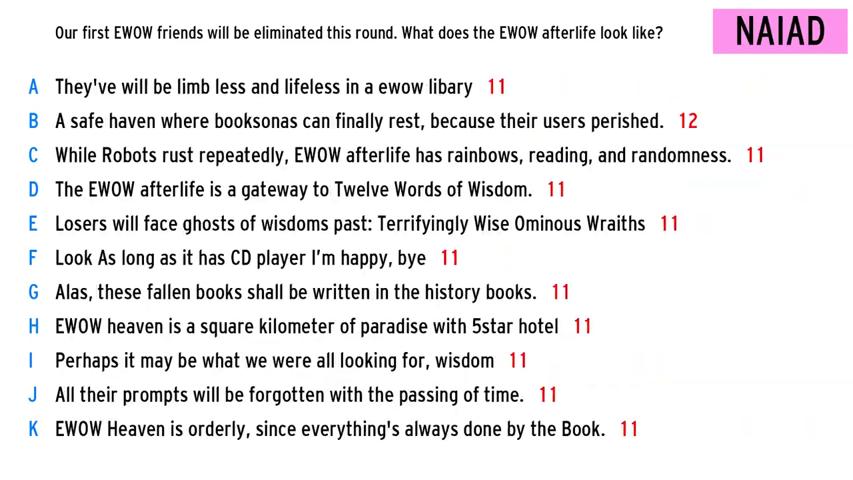 Our first EWOW friends will be eliminated this round. What does the EWOW afterlife look like?
NAIAD
A They've will be limb less and lifeless in a ewow libary 11
B A safe haven where booksonas can finally rest, because their users perished. 12
C While Robots rust repeatedly, EWOW afterlife has rainbows, reading, and randomness. 11
D The EWOW afterlife is a gateway to Twelve Words of Wisdom. 11
E Losers will face ghosts of wisdoms past: Terrifyingly Wise Ominous Wraiths 11
F Look As long as it has CD player I'm happy, bye 11
G Alas, these fallen books shall be written in the history books. 11
H EWOW heaven is a square kilometer of paradise with 5star hotel 11
I Perhaps it may be what we were all looking for, wisdom 11
J All their prompts will be forgotten with the passing of time. 11
K EWOW Heaven is orderly, since everything's always done by the Book. 11